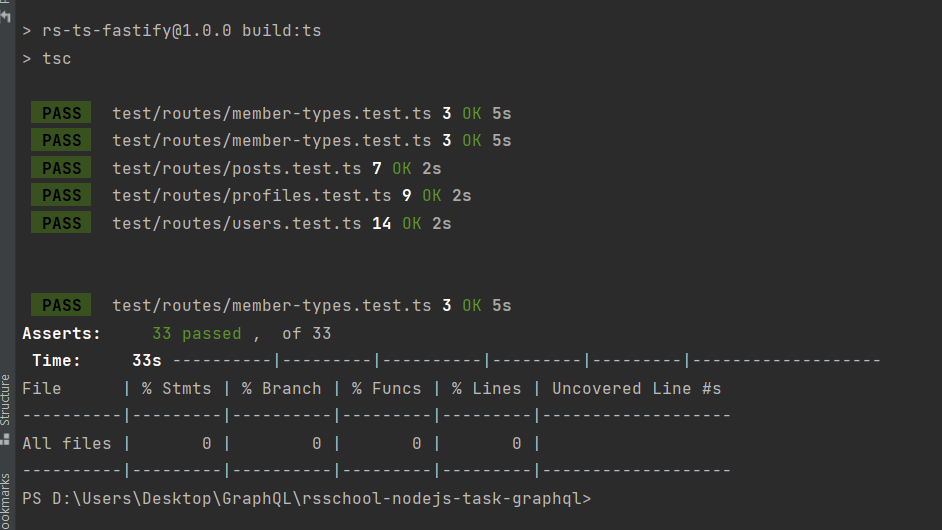 > rs-ts-fastify@1.0.0 build:ts
> tsc
PASS test/routes/member-types.test.ts 3 OK 5s
PASS test/routes/member-types.test.ts 3 OK 5s
PASS test/routes/posts.test.ts 7 OK 2s
PASS test/routes/profiles.test.ts 9 OK 2s
PASS test/routes/users.test.ts 14 OK 2s
PASS test/routes/member-types.test.ts 3 OK 5s
Asserts:     33 passed ,  of 33
Time:     33s ----------|---------|----------|---------|---------|-------------------
File      | % Stmts | % Branch | % Funcs | % Lines | Uncovered Line #s
----------|---------|----------|---------|---------|-------------------
All files |       0 |        0 |       0 |       0 |
----------|---------|----------|---------|---------|-------------------
PS D:\Users\Desktop\GraphQL\rsschool-nodejs-task-graphql>
Structure